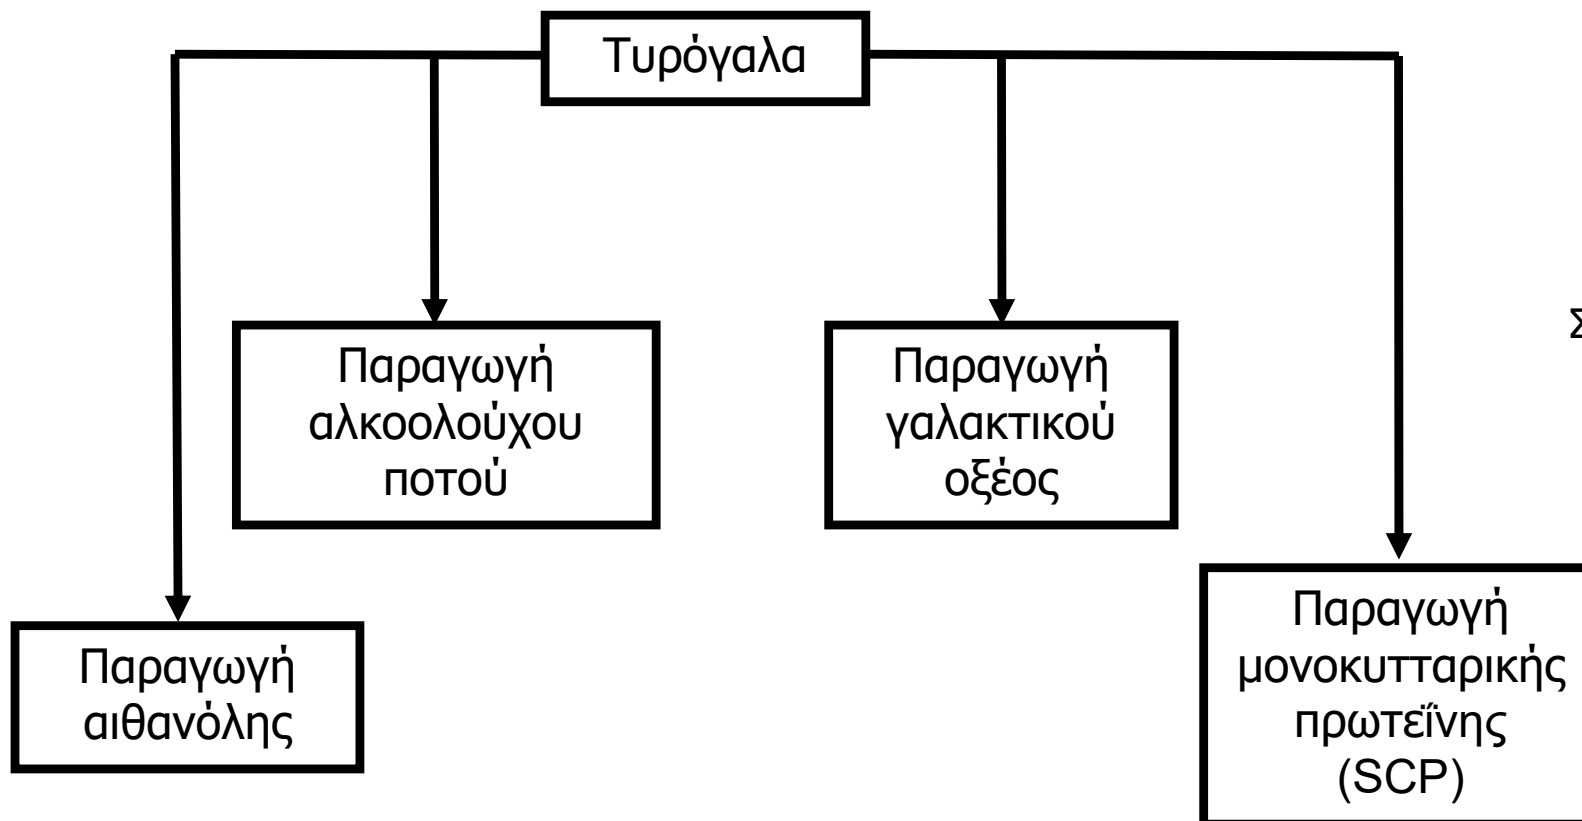 Τυρόγαλα
Παραγωγή
αλκοολούχου
ποτού
Παραγωγή
γαλακτικού
οξέος
Σ
Παραγωγή
αιθανόλης
Παραγωγή
μονοκυτταρικής
πρωτεΐνης
(SCP)